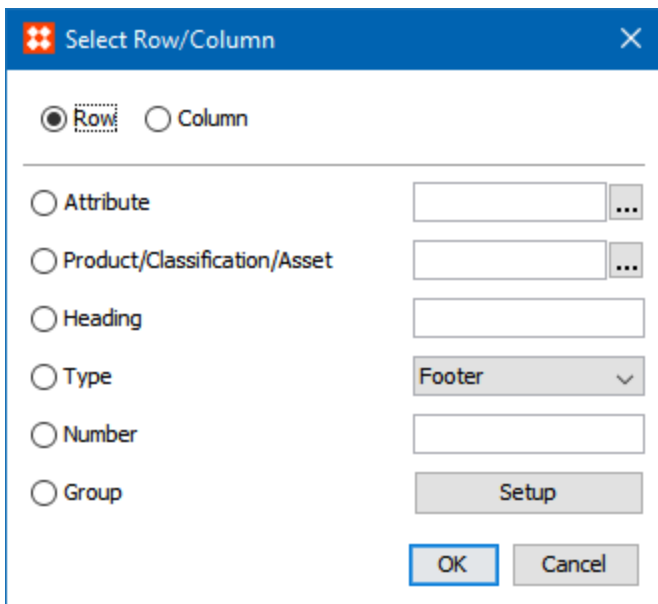 Select Row/Column
Row Column
Attribute ...
Product/Classification/Asset ...
Heading
Type Footer
Number
Group Setup
OK Cancel